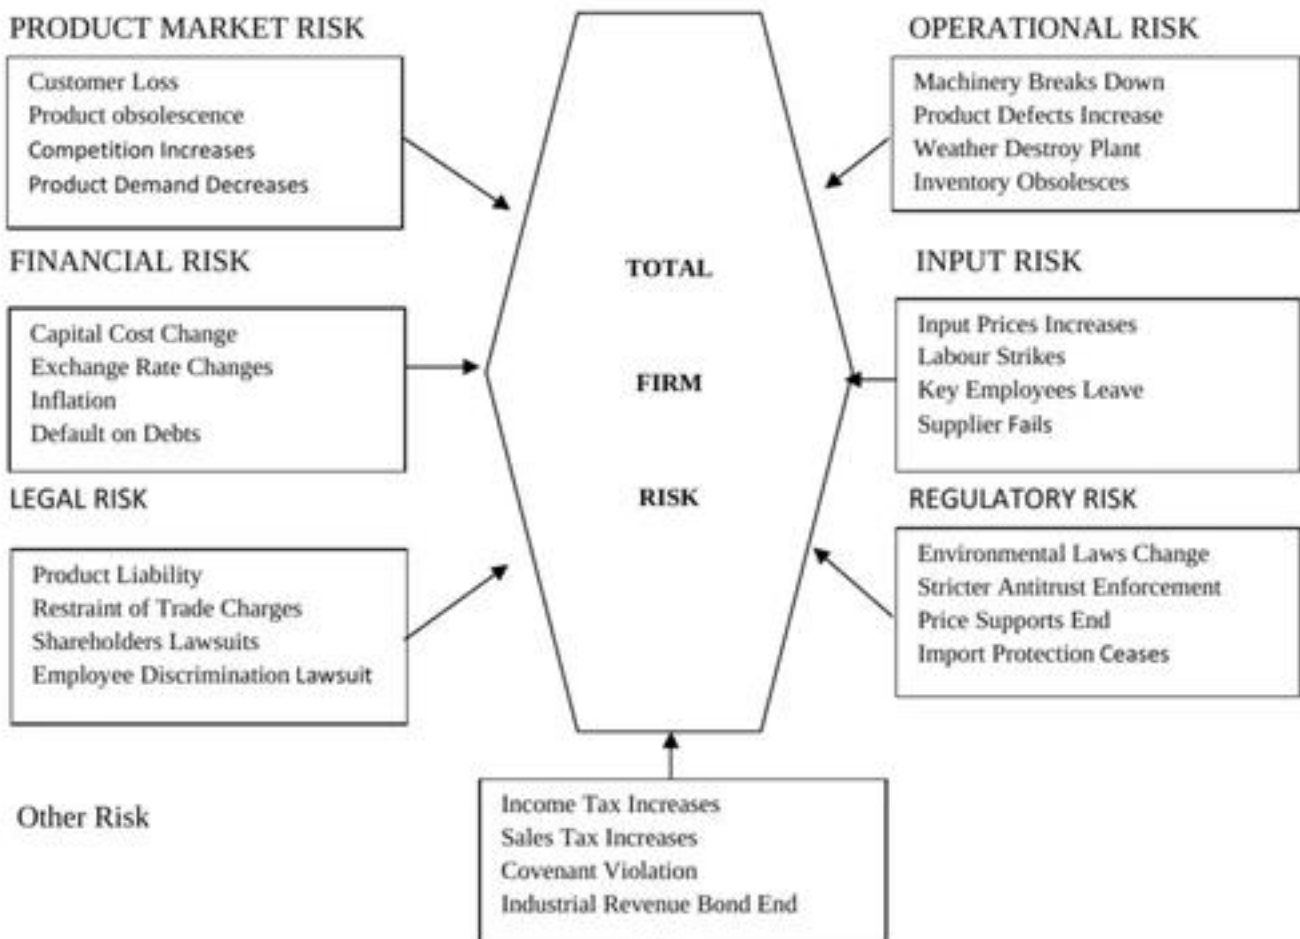 PRODUCT MARKET RISK
Customer Loss
Product obsolescence
Competition Increases
Product Demand Decreases
FINANCIAL RISK
Capital Cost Change
Exchange Rate Changes
Inflation
Default on Debts
LEGAL RISK
Product Liability
Restraint of Trade Charges
Shareholders Lawsuits
Employee Discrimination Lawsuit
TOTAL
FIRM
RISK
OPERATIONAL RISK
Machinery Breaks Down
Product Defects Increase
Weather Destroy Plant
Inventory Obsolesces
INPUT RISK
Input Prices Increases
Labour Strikes
Key Employees Leave
Supplier Fails
REGULATORY RISK
Environmental Laws Change
Stricter Antitrust Enforcement
Price Supports End
Import Protection Ceases
Other Risk
Income Tax Increases
Sales Tax Increases
Covenant Violation
Industrial Revenue Bond End